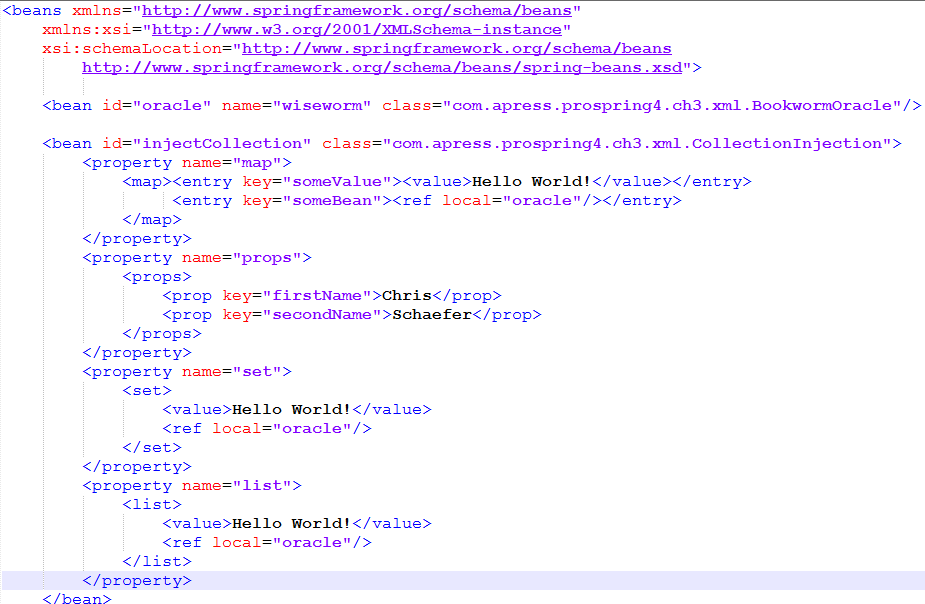 <beans xmlns="http://www.springframework.org/schema/beans"
    xmlns:xsi="http://www.w3.org/2001/XMLSchema-instance"
    xsi:schemaLocation="http://www.springframework.org/schema/beans
        http://www.springframework.org/schema/beans/spring-beans.xsd">

    <bean id="oracle" name="wiseworm" class="com.apress.prospring4.ch3.xml.BookwormOracle"/>

    <bean id="injectCollection" class="com.apress.prospring4.ch3.xml.CollectionInjection">
        <property name="map">
            <map><entry key="someValue"><value>Hello World!</value></entry>
                 <entry key="someBean"><ref local="oracle"/></entry>
            </map>
        </property>
        <property name="props">
            <props>
                <prop key="firstName">Chris</prop>
                <prop key="secondName">Schaefer</prop>
            </props>
        </property>
        <property name="set">
            <set>
                <value>Hello World!</value>
                <ref local="oracle"/>
            </set>
        </property>
        <property name="list">
            <list>
                <value>Hello World!</value>
                <ref local="oracle"/>
            </list>
        </property>
    </bean>